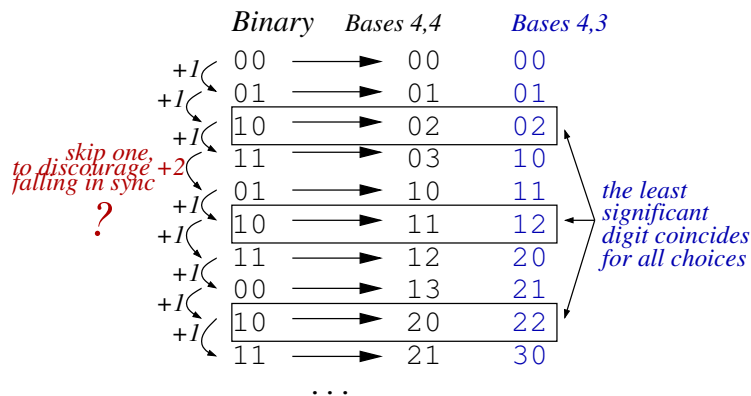 Binary Bases 4,4 Bases 4,3
00 00 00
+1
01 01 01
+1
10 02 02
+1
11 03 10
skip one,
to discourage +2
falling in sync
?
01 10 11
+1
10 11 12
+1
11 12 20
+1
00 13 21
+1
10 20 22
+1
11 21 30
the least
significant
digit coincides
for all choices
. . .